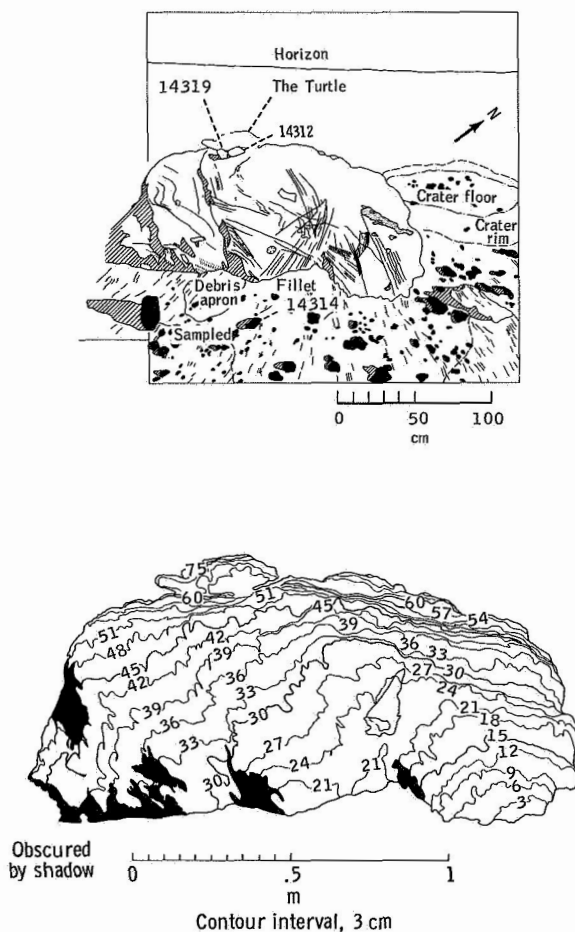 Horizon
14319
The Turtle
14312
N
Crater floor
Crater
rim
Debris
apron
Fillet
14314
Sampled
0 50 100
cm
75
60
51
60
57
54
51
48
45
42
45
39
42
39
36
33
36
33
30
27
30
24
39
36
33
21
18
27
15
12
24
30
21
21
9
6
3
Obscured
by shadow
0 .5 1
m
Contour interval, 3 cm